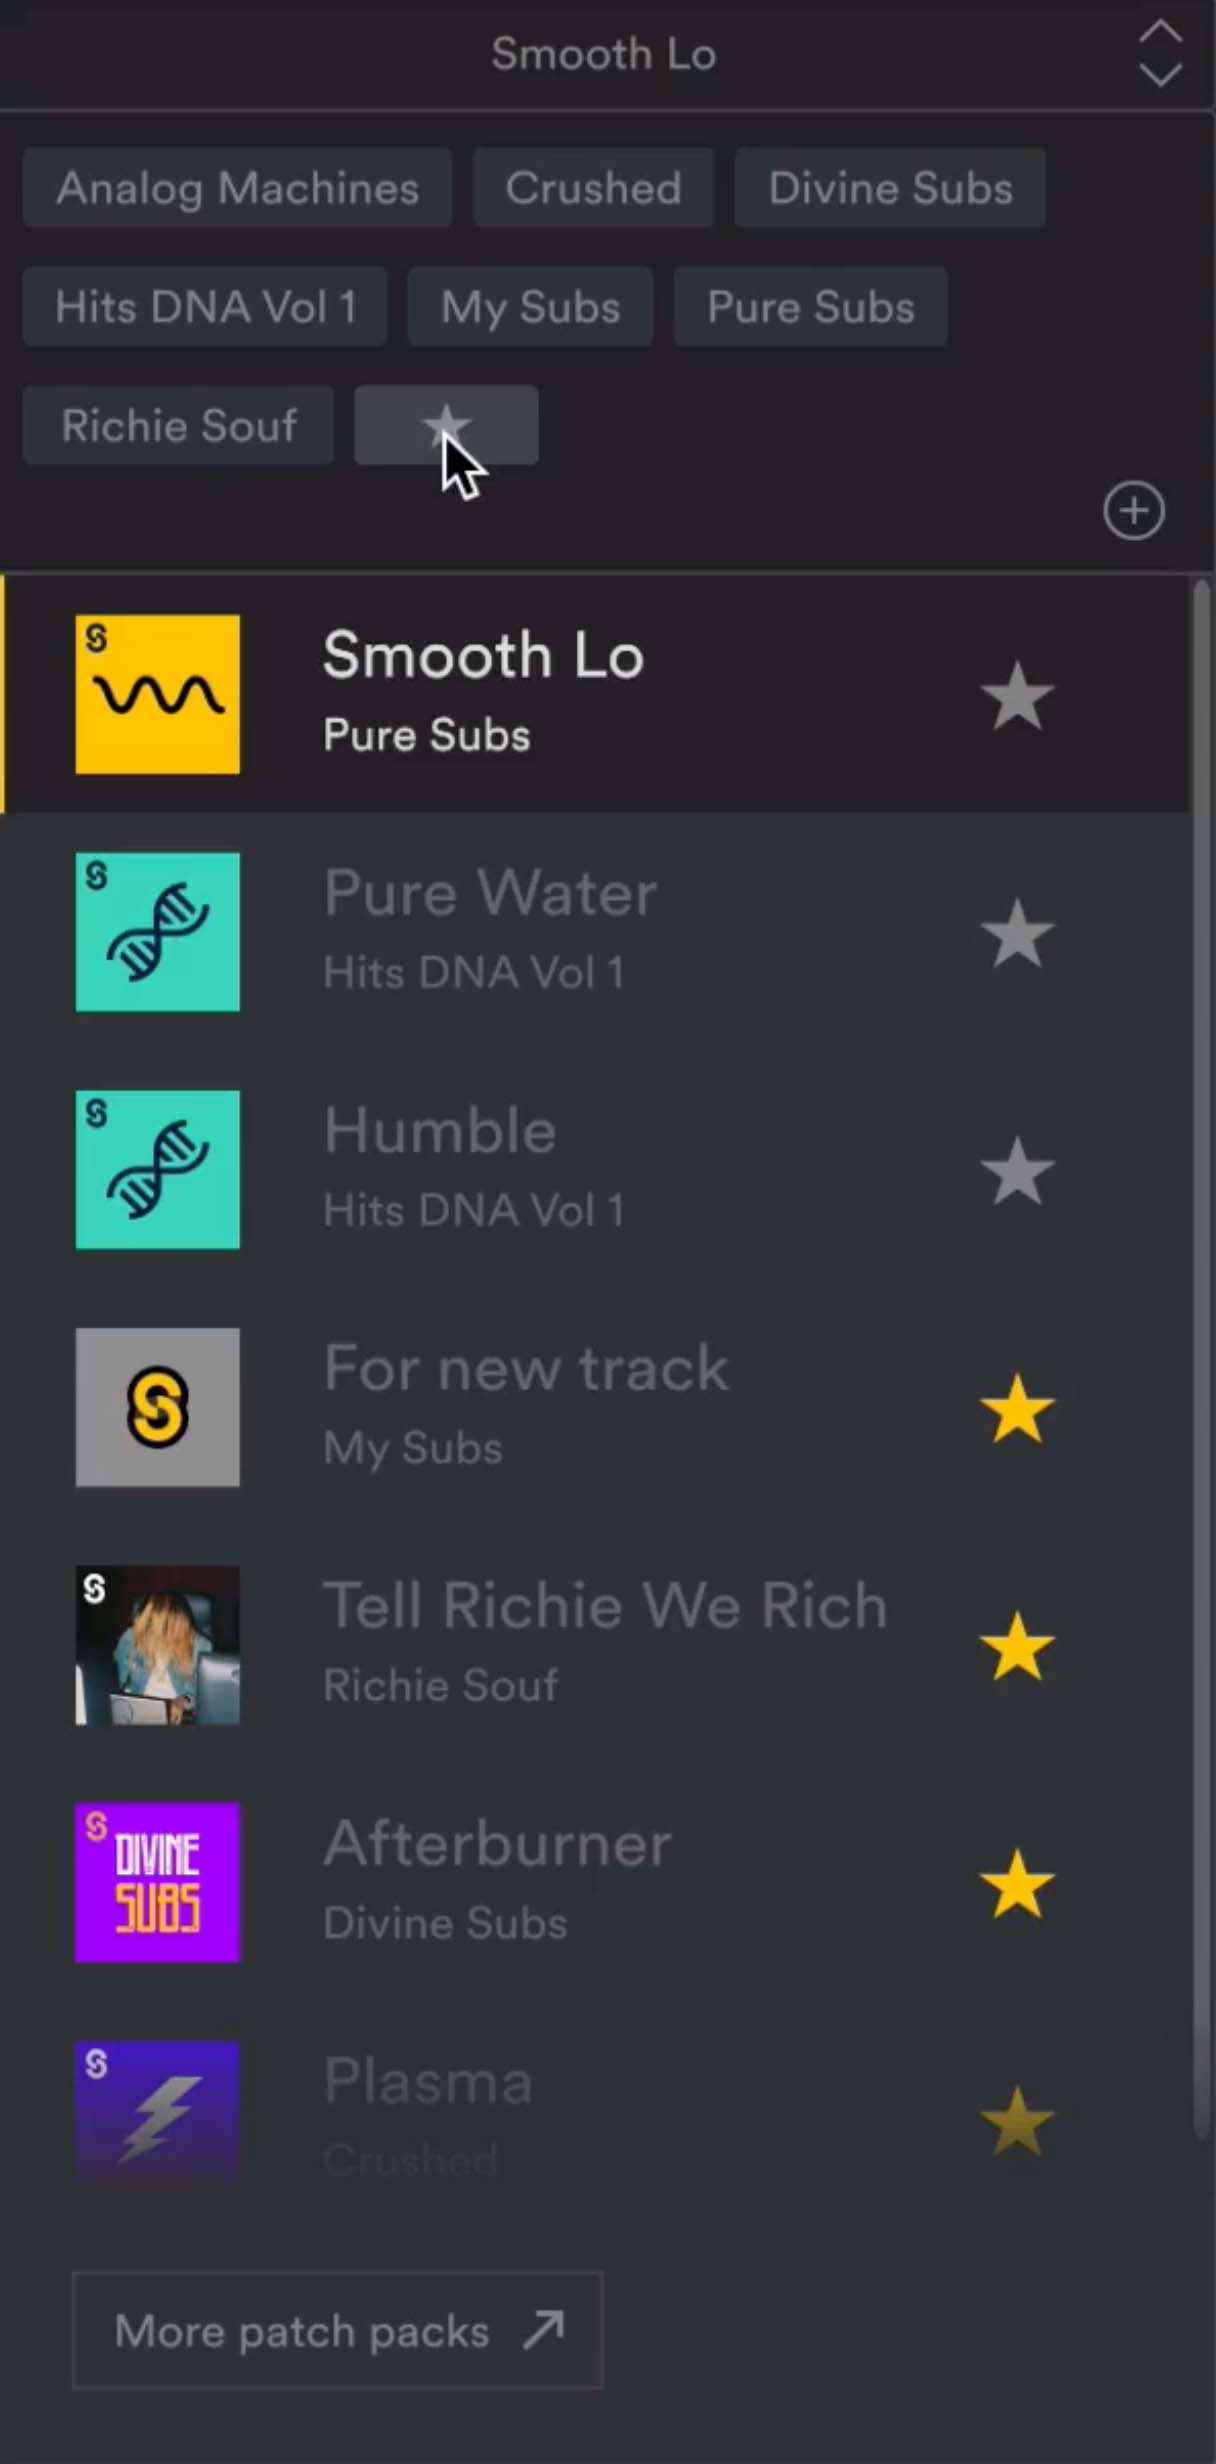 Smooth Lo
Analog Machines Crushed Divine Subs
Hits DNA Vol 1 My Subs Pure Subs
Richie Souf
Smooth Lo
Pure Subs
Pure Water
Hits DNA Vol 1
Humble
Hits DNA Vol 1
For new track
My Subs
Tell Richie We Rich
Richie Souf
Afterburner
DIVINE
SUBS
Divine Subs
Plasma
Crushed
More patch packs